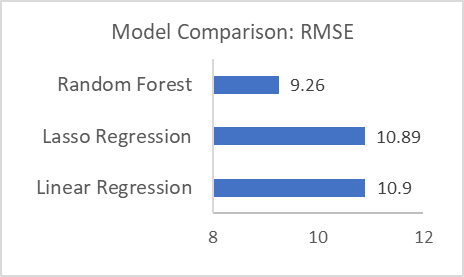 Model Comparison: RMSE
Random Forest 9.26
Lasso Regression 10.89
Linear Regression 10.9
8 10 12